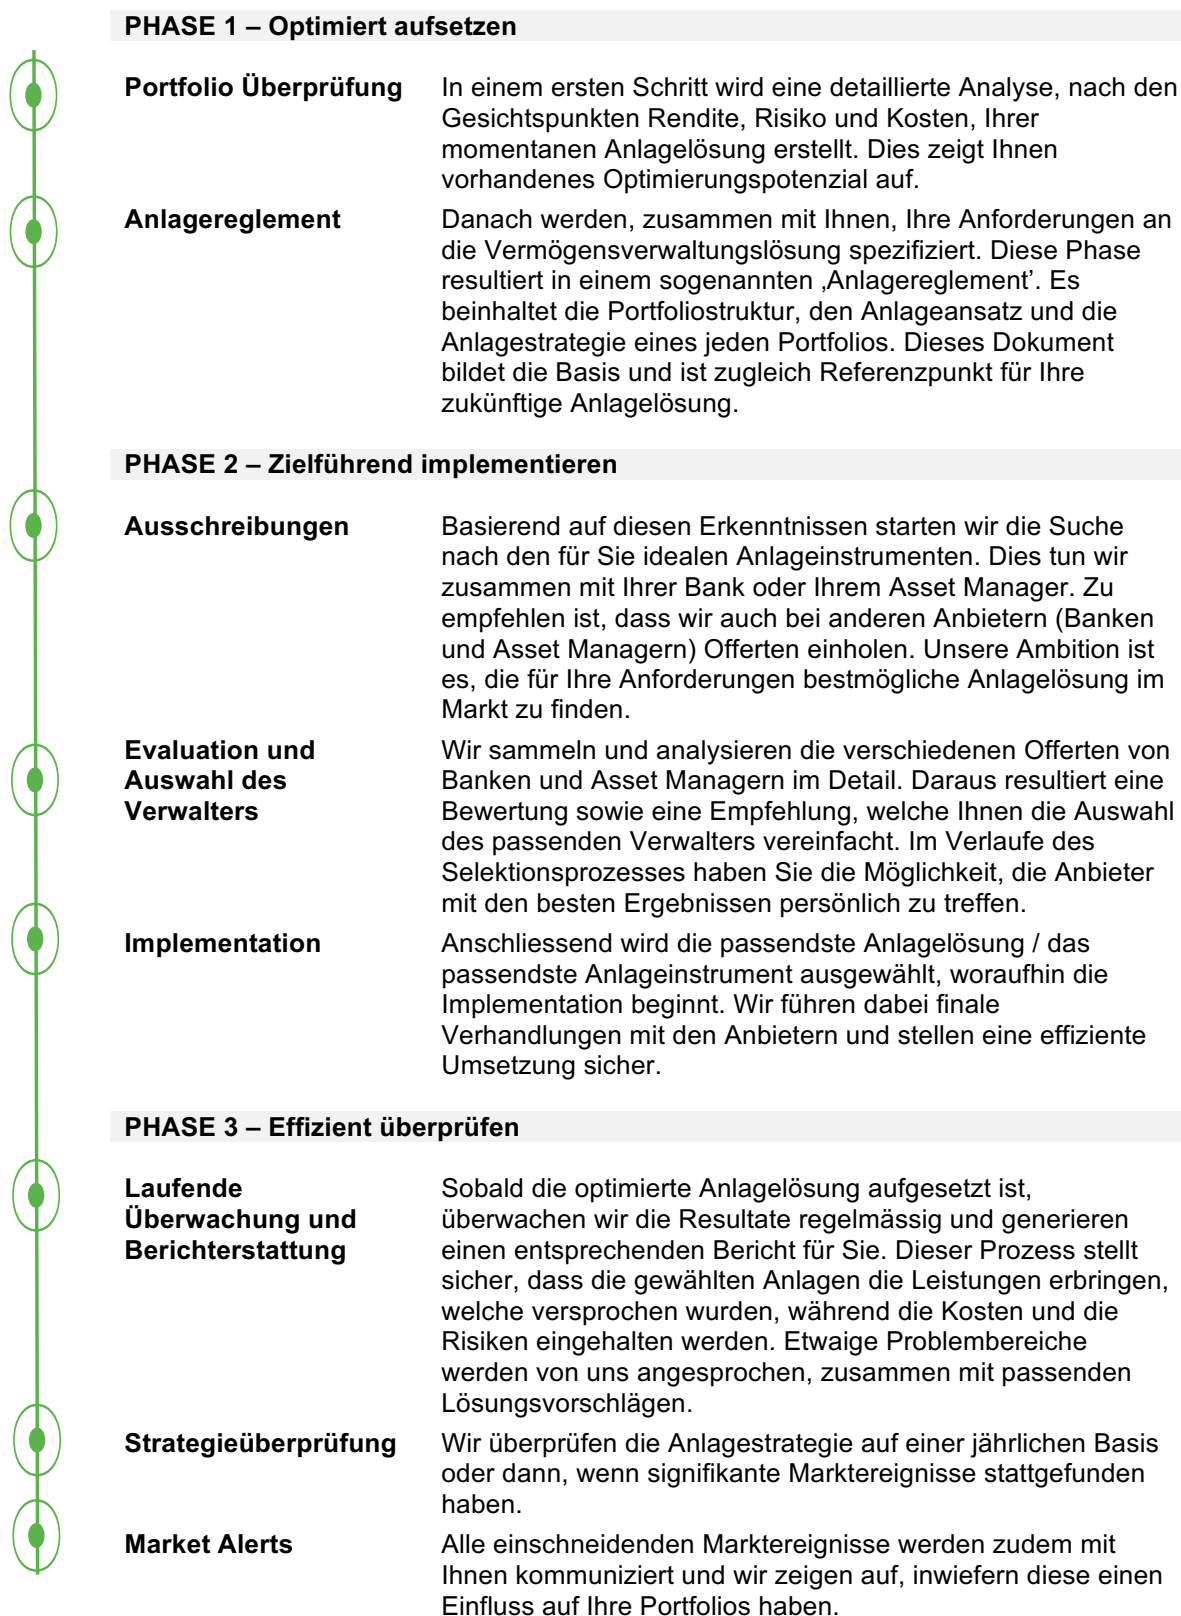 PHASE 1 – Optimiert aufsetzen
Portfolio Überprüfung
In einem ersten Schritt wird eine detaillierte Analyse, nach den
Gesichtspunkten Rendite, Risiko und Kosten, Ihrer
momentanen Anlagelösung erstellt. Dies zeigt Ihnen
vorhandenes Optimierungspotenzial auf.
Anlagereglement
Danach werden, zusammen mit Ihnen, Ihre Anforderungen an
die Vermögensverwaltungslösung spezifiziert. Diese Phase
resultiert in einem sogenannten ‚Anlagereglement’. Es
beinhaltet die Portfoliostruktur, den Anlageansatz und die
Anlagestrategie eines jeden Portfolios. Dieses Dokument
bildet die Basis und ist zugleich Referenzpunkt für Ihre
zukünftige Anlagelösung.
PHASE 2 – Zielführend implementieren
Ausschreibungen
Basierend auf diesen Erkenntnissen starten wir die Suche
nach den für Sie idealen Anlageinstrumenten. Dies tun wir
zusammen mit Ihrer Bank oder Ihrem Asset Manager. Zu
empfehlen ist, dass wir auch bei anderen Anbietern (Banken
und Asset Managern) Offerten einholen. Unsere Ambition ist
es, die für Ihre Anforderungen bestmögliche Anlagelösung im
Markt zu finden.
Evaluation und
Auswahl des
Verwalters
Wir sammeln und analysieren die verschiedenen Offerten von
Banken und Asset Managern im Detail. Daraus resultiert eine
Bewertung sowie eine Empfehlung, welche Ihnen die Auswahl
des passenden Verwalters vereinfacht. Im Verlaufe des
Selektionsprozesses haben Sie die Möglichkeit, die Anbieter
mit den besten Ergebnissen persönlich zu treffen.
Implementation
Anschliessend wird die passendste Anlagelösung / das
passendste Anlageinstrument ausgewählt, woraufhin die
Implementation beginnt. Wir führen dabei finale
Verhandlungen mit den Anbietern und stellen eine effiziente
Umsetzung sicher.
PHASE 3 – Effizient überprüfen
Laufende
Überwachung und
Berichterstattung
Sobald die optimierte Anlagelösung aufgesetzt ist,
überwachen wir die Resultate regelmässig und generieren
einen entsprechenden Bericht für Sie. Dieser Prozess stellt
sicher, dass die gewählten Anlagen die Leistungen erbringen,
welche versprochen wurden, während die Kosten und die
Risiken eingehalten werden. Etwaige Problembereiche
werden von uns angesprochen, zusammen mit passenden
Lösungsvorschlägen.
Strategieüberprüfung
Wir überprüfen die Anlagestrategie auf einer jährlichen Basis
oder dann, wenn signifikante Marktereignisse stattgefunden
haben.
Market Alerts
Alle einschneidenden Marktereignisse werden zudem mit
Ihnen kommuniziert und wir zeigen auf, inwiefern diese einen
Einfluss auf Ihre Portfolios haben.